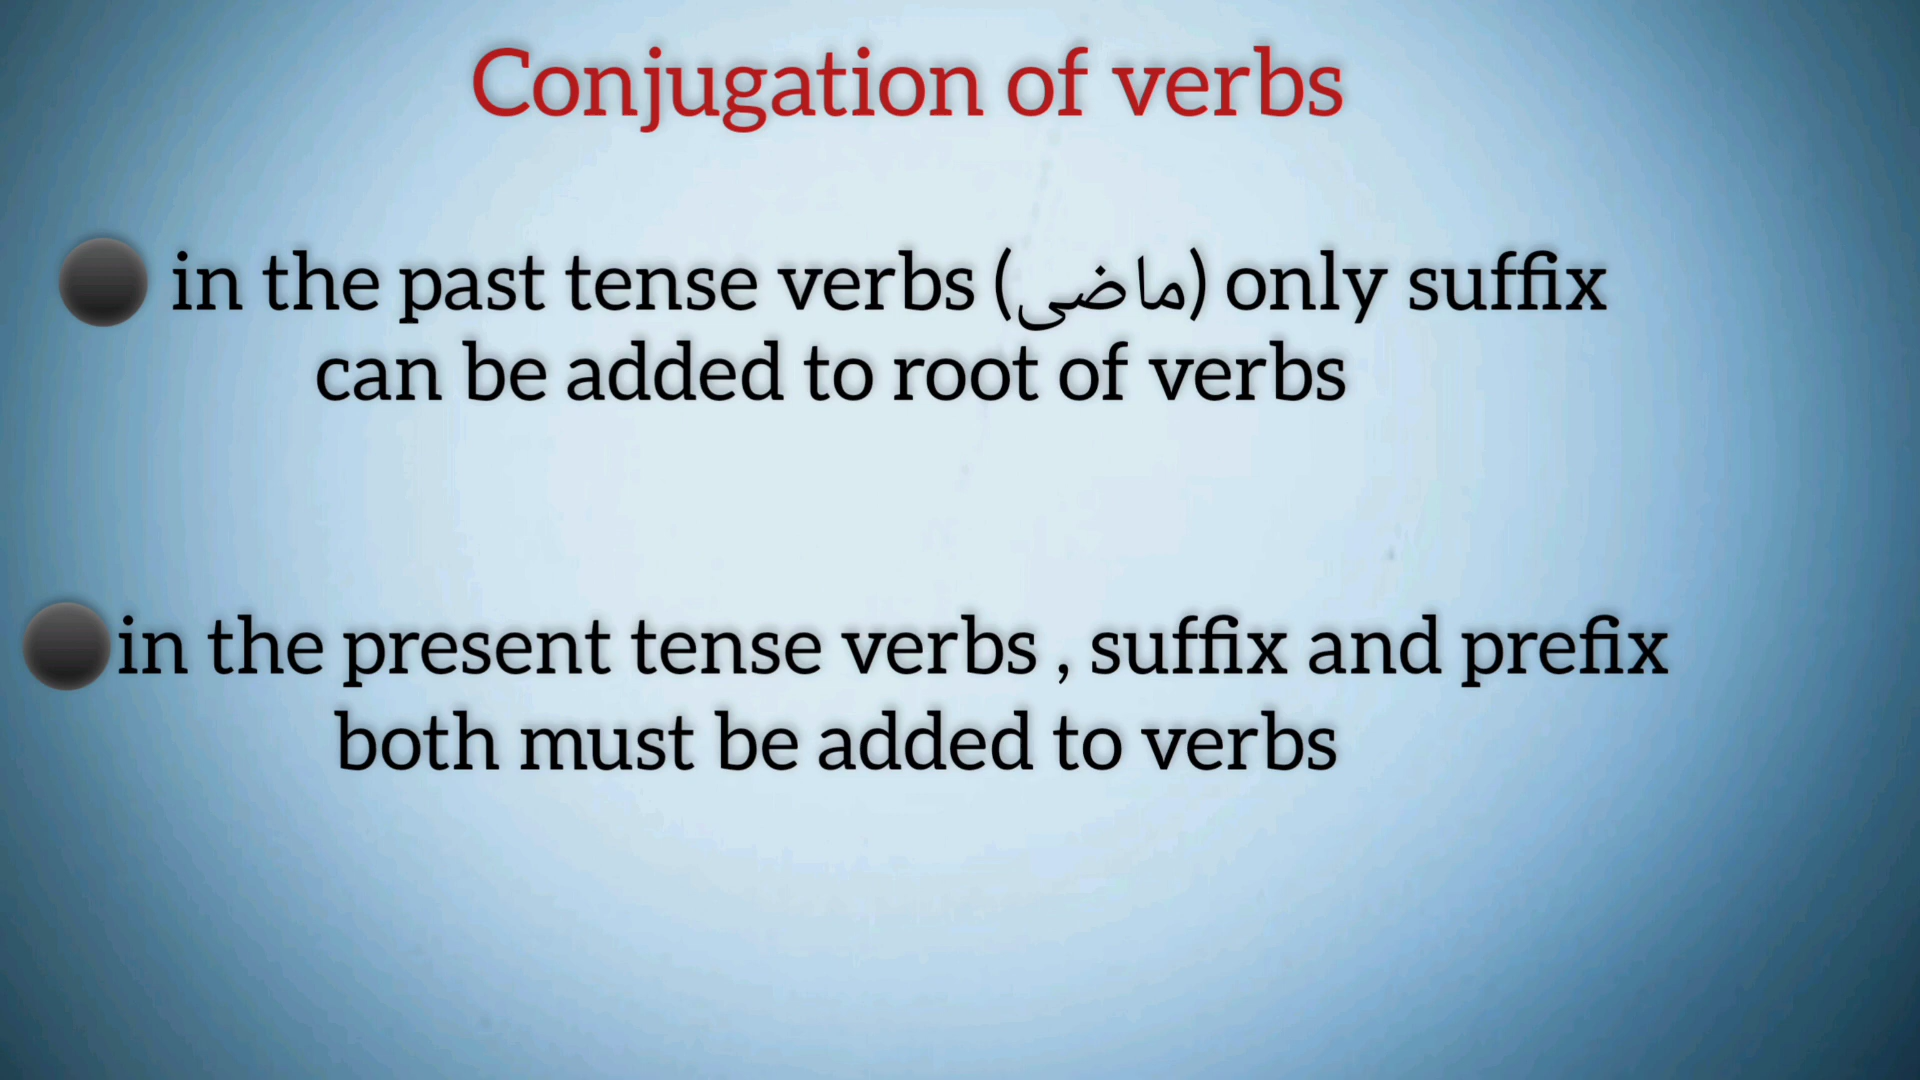 Conjugation of verbs
in the past tense verbs (ماضی) only suffix
can be added to root of verbs
in the present tense verbs , suffix and prefix
both must be added to verbs